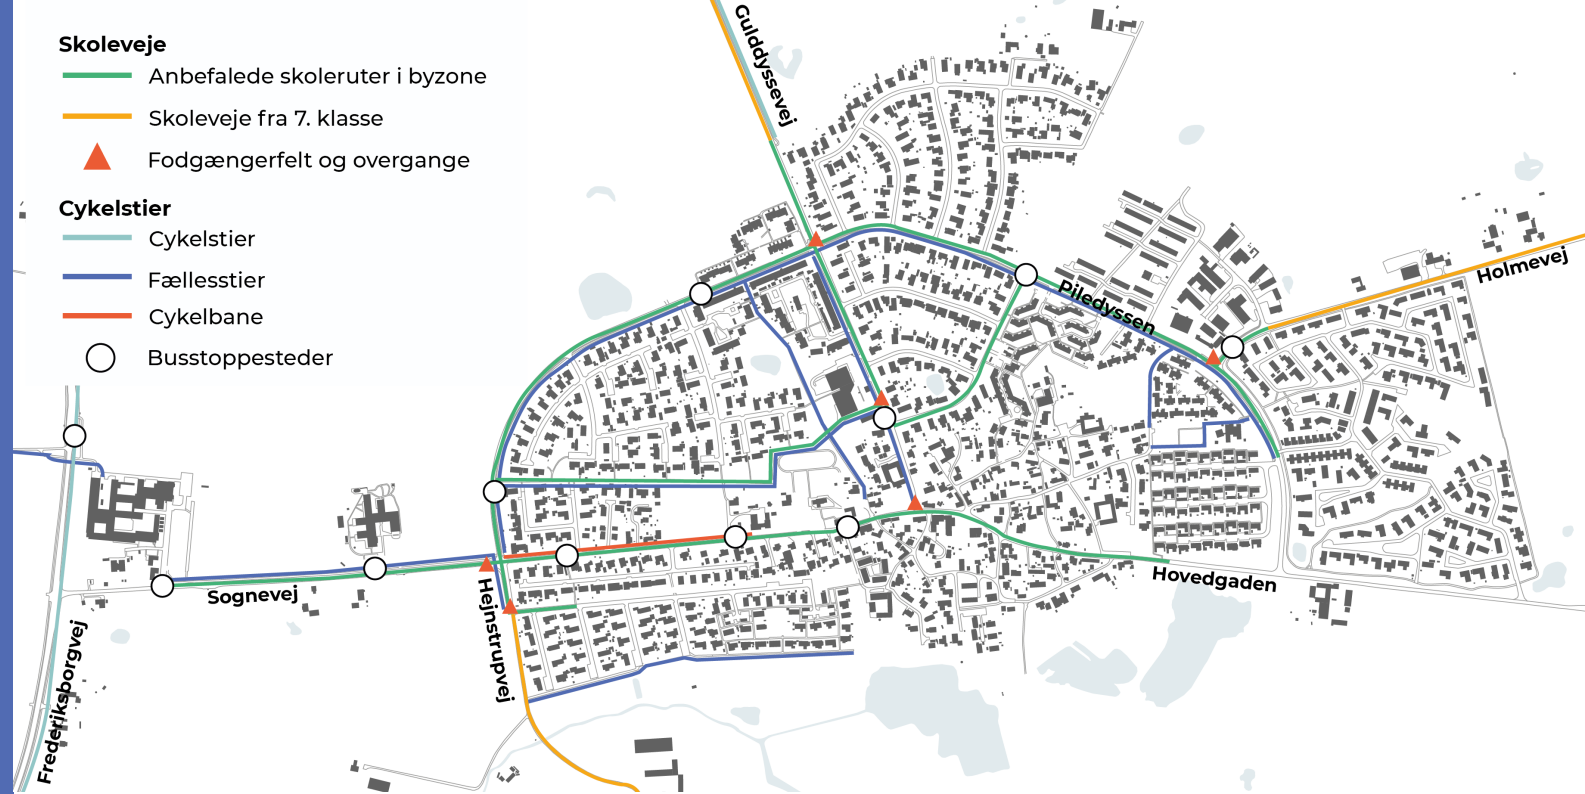 Skoleveje
Anbefalede skoleruter i byzone
Skoleveje fra 7. klasse
Fodgængerfelt og overgange
Cykelstier
Cykelstier
Fællesstier
Cykelbane
Busstoppesteder
Gulddyssevej
Piledyssen
Holmevej
Sognevej
Hejnstrupvej
Hovedgaden
Frederiksborgvej